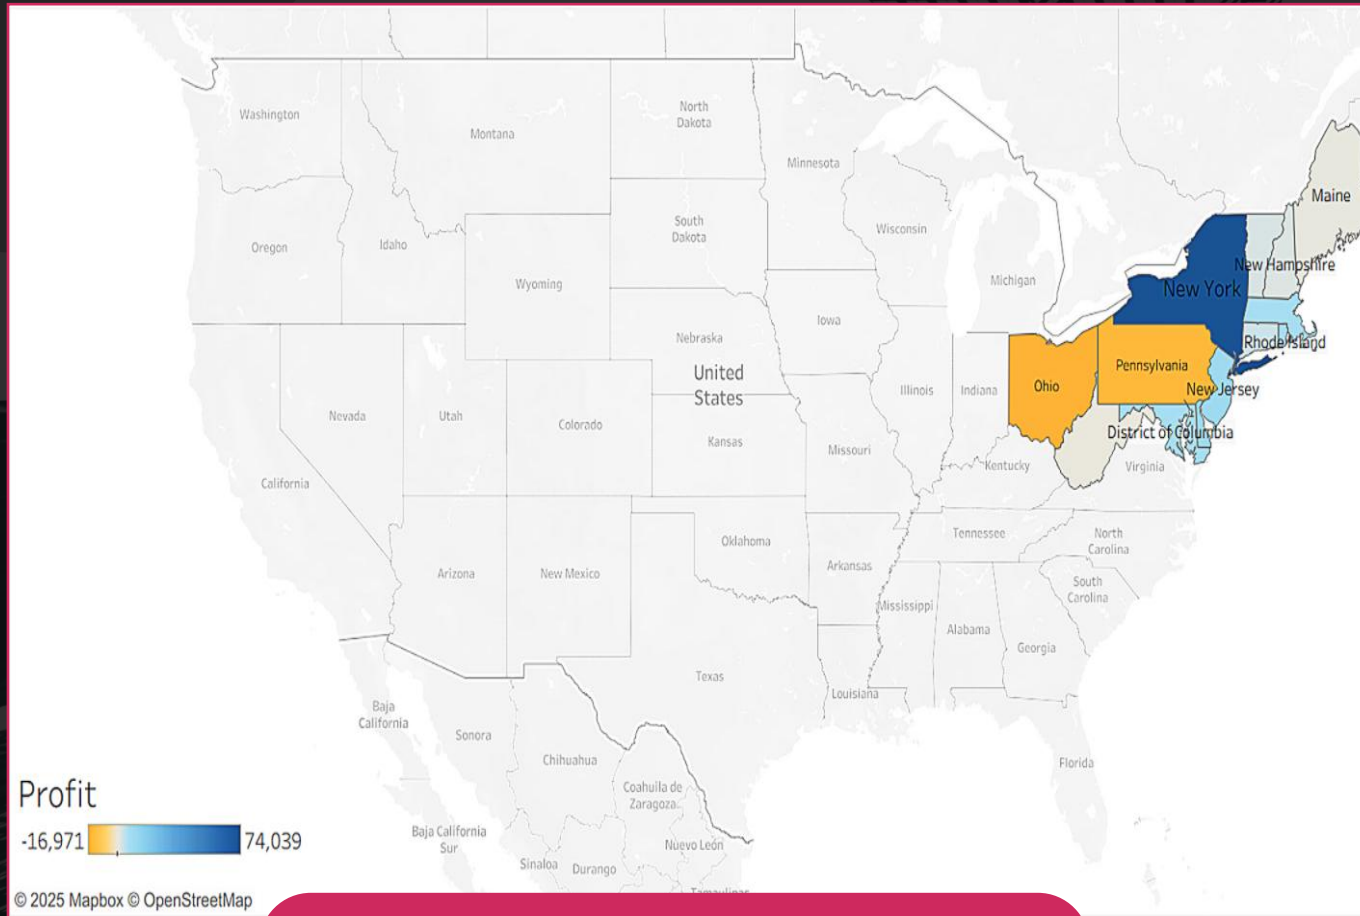 Washington
Montana
North
Dakota
Minnesota
Maine
Oregon
Idaho
South
Dakota
Wisconsin
Wyoming
Michigan
New Hampshire
New York
Iowa
Nebraska
Rhode Island
United
States
Illinois
Indiana
Ohio
Pennsylvania
New Jersey
Nevada
Utah
Colorado
Kansas
Missouri
District of Columbia
Kentucky
Virginia
California
Oklahoma
Tennessee
North
Carolina
Arizona
New Mexico
Arkansas
South
Carolina
Mississippi
Alabama
Georgia
Texas
Louisiana
Baja
California
Sonora
Chihuahua
Florida
Coahuila de
Zaragoza
Profit
-16,971
74,039
Baja California
Sur
Nuevo León
Sinaloa
Durango
Tamaulipas
© 2025 Mapbox © OpenStreetMap